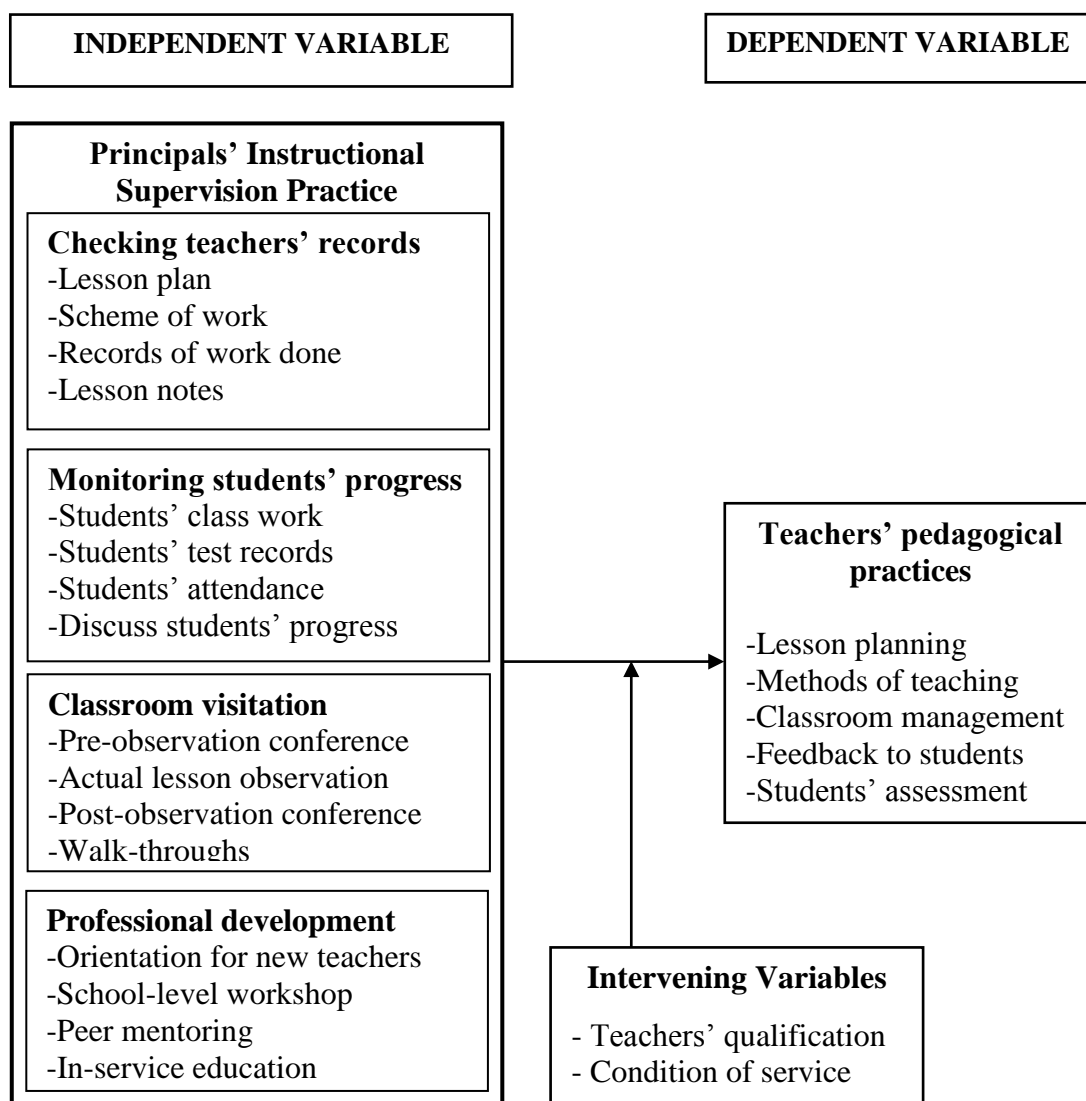 INDEPENDENT VARIABLE
DEPENDENT VARIABLE
Principals’ Instructional
Supervision Practice
Checking teachers’ records
-Lesson plan
-Scheme of work
-Records of work done
-Lesson notes
Monitoring students’ progress
-Students’ class work
-Students’ test records
-Students’ attendance
-Discuss students’ progress
Classroom visitation
-Pre-observation conference
-Actual lesson observation
-Post-observation conference
-Walk-throughs
Professional development
-Orientation for new teachers
-School-level workshop
-Peer mentoring
-In-service education
Teachers’ pedagogical
practices
-Lesson planning
-Methods of teaching
-Classroom management
-Feedback to students
-Students’ assessment
Intervening Variables
- Teachers’ qualification
- Condition of service